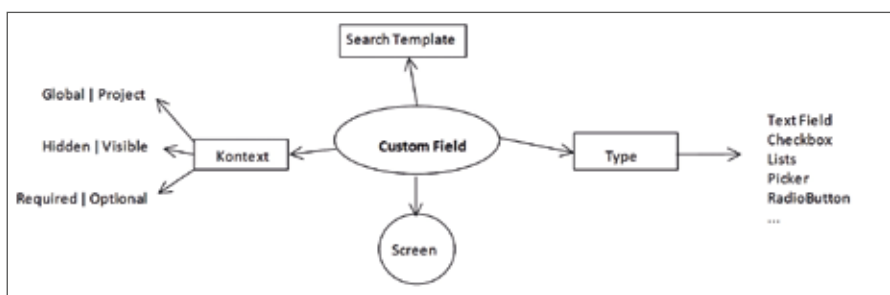 Search Template
Global | Project
Hidden | Visible
Required | Optional
Kontext
Custom Field
Type
Text Field
Checkbox
Lists
Picker
RadioButton
...
Screen